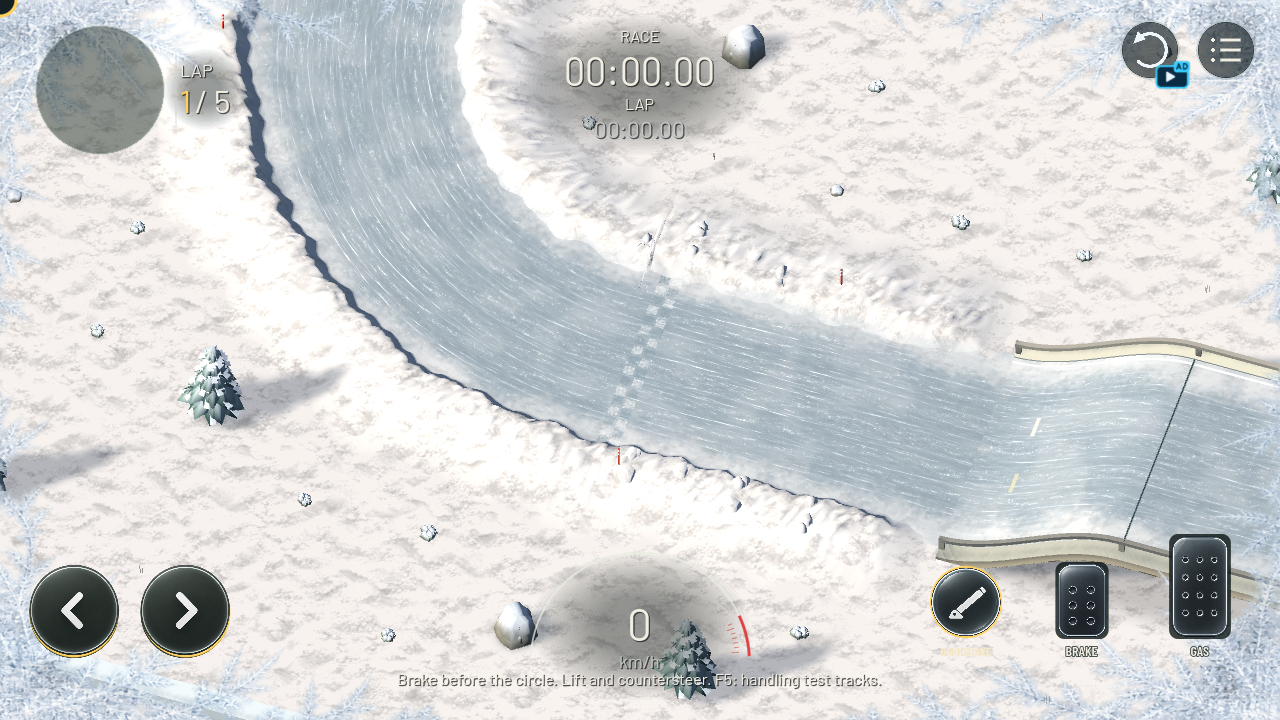 RACE
00:00.00
LAP
00:00.00
LAP
1/ 5
AD
0
km/h
BRAKE
GAS
Brake before the circle. Lift and countersteer. F5: handling test tracks.